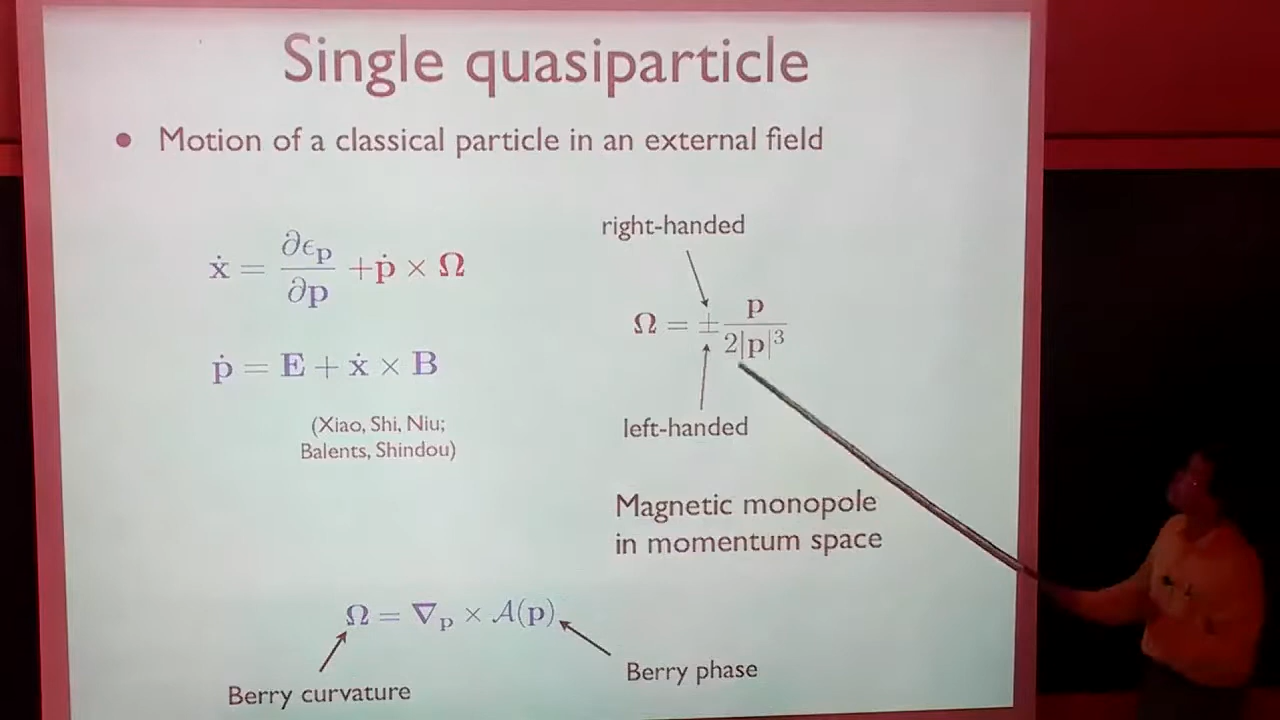 Single quasiparticle
• Motion of a classical particle in an external field
ẋ = ∂ϵ_p / ∂p + ṗ × Ω
ṗ = E + ẋ × B
(Xiao, Shi, Niu;
Balents, Shindou)
right-handed
Ω = ± p / 2|p|³
left-handed
Magnetic monopole
in momentum space
Ω = ∇_p × 𝒜(p)
Berry curvature
Berry phase